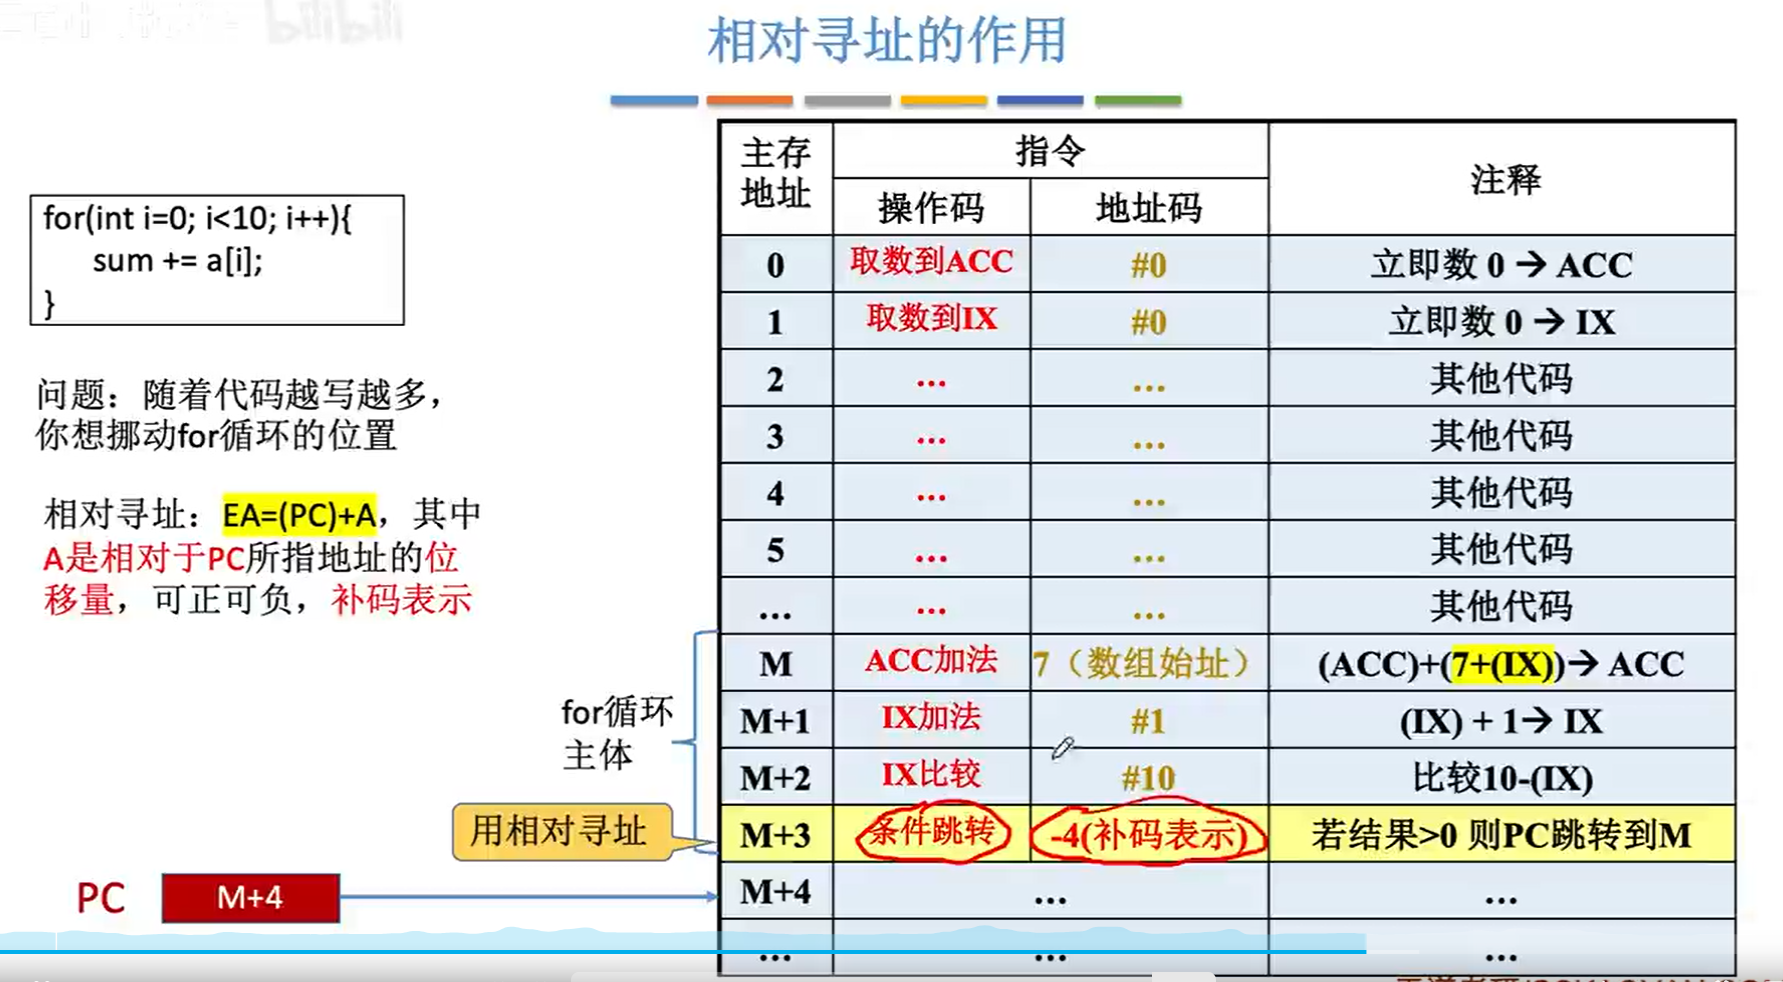 bilibili
相对寻址的作用
for(int i=0; i<10; i++){
sum += a[i];
}
问题：随着代码越写越多，
你想挪动for循环的位置
相对寻址：EA=(PC)+A，其中
A是相对于PC所指地址的位
移量，可正可负，补码表示
for循环
主体
用相对寻址
PC M+4
主存地址 指令 注释
操作码 地址码
0 取数到ACC #0 立即数 0 → ACC
1 取数到IX #0 立即数 0 → IX
2 ... ... 其他代码
3 ... ... 其他代码
4 ... ... 其他代码
5 ... ... 其他代码
... ... ... 其他代码
M ACC加法 7（数组始址） (ACC)+(7+(IX))→ ACC
M+1 IX加法 #1 (IX) + 1→ IX
M+2 IX比较 #10 比较10-(IX)
M+3 条件跳转 -4(补码表示) 若结果>0 则PC跳转到M
M+4 ... ...
... ... ...